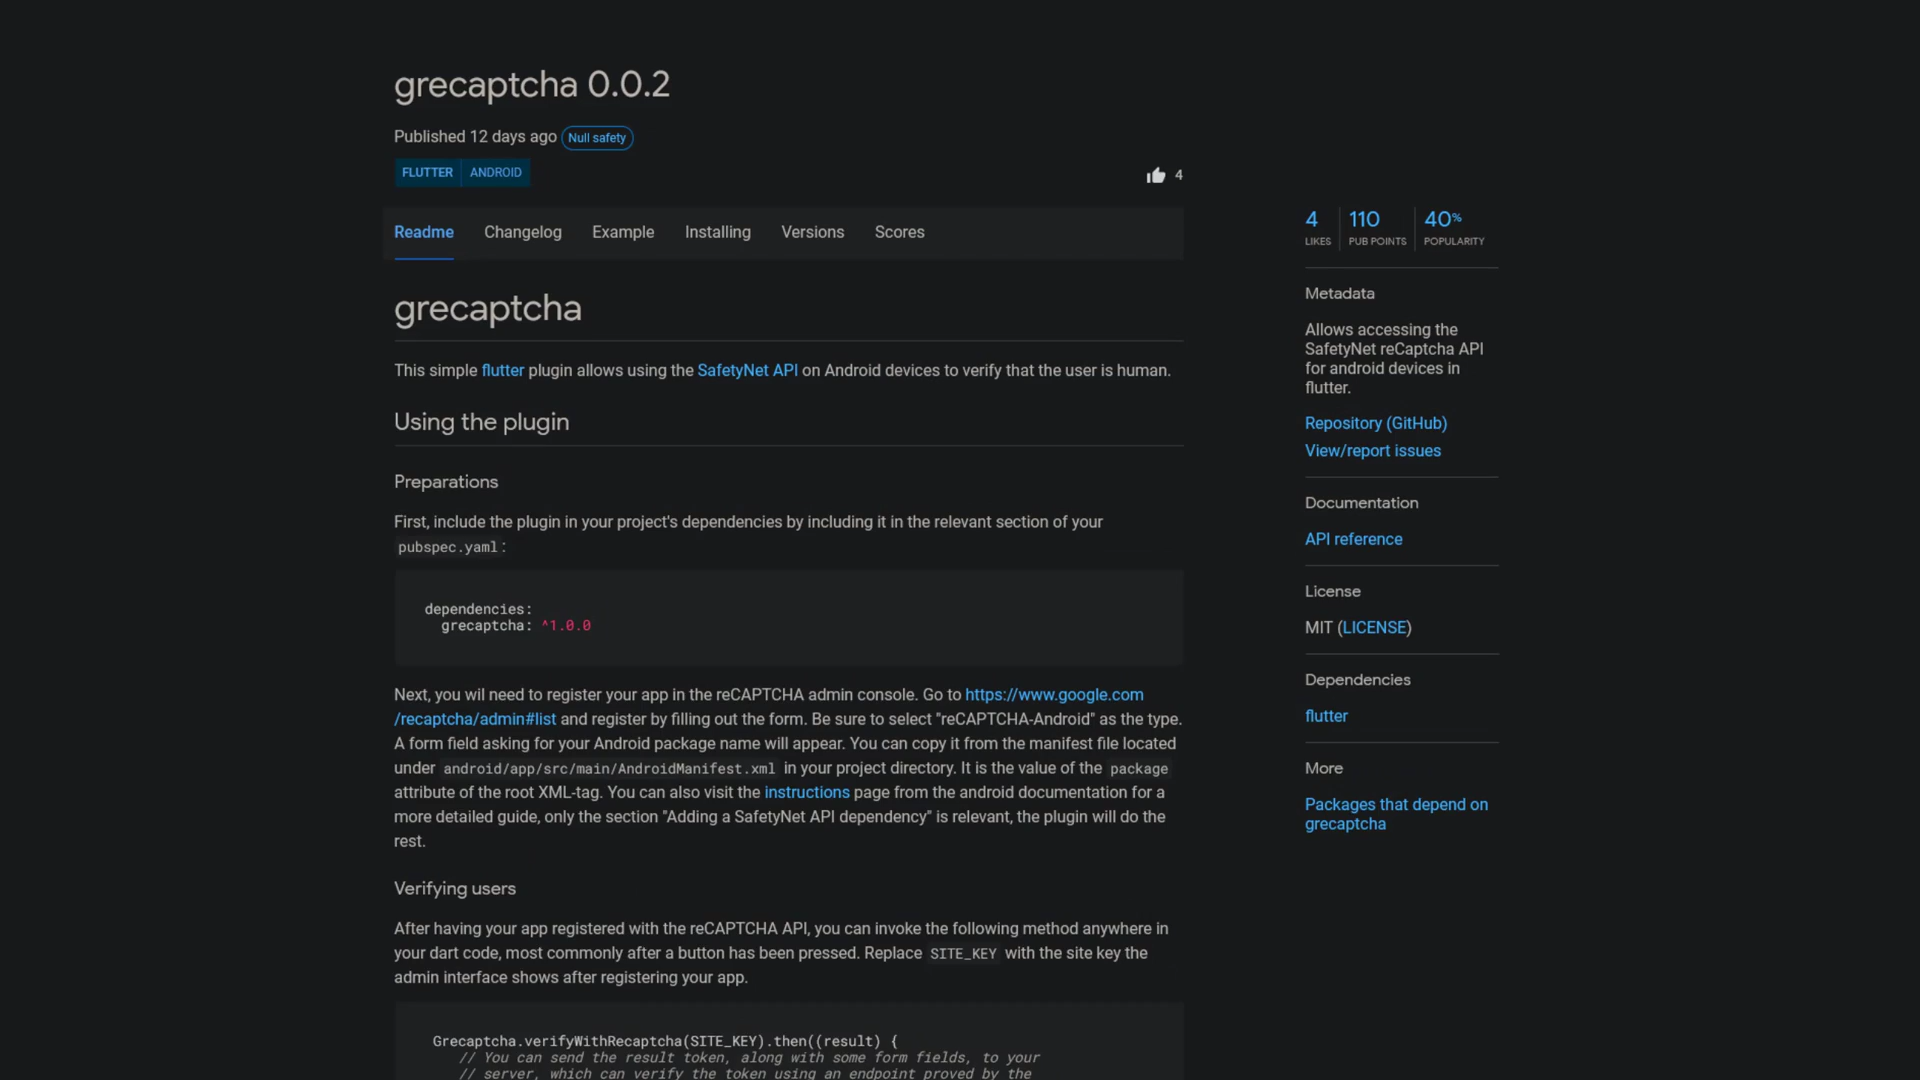 grecaptcha 0.0.2
Published 12 days ago Null safety
FLUTTER ANDROID
4
Readme Changelog Example Installing Versions Scores
grecaptcha
This simple flutter plugin allows using the SafetyNet API on Android devices to verify that the user is human.
Using the plugin
Preparations
First, include the plugin in your project's dependencies by including it in the relevant section of your
pubspec.yaml:
dependencies:
grecaptcha: ^1.0.0
Next, you wil need to register your app in the reCAPTCHA admin console. Go to https://www.google.com
/recaptcha/admin#list and register by filling out the form. Be sure to select "reCAPTCHA-Android" as the type.
A form field asking for your Android package name will appear. You can copy it from the manifest file located
under android/app/src/main/AndroidManifest.xml in your project directory. It is the value of the package
attribute of the root XML-tag. You can also visit the instructions page from the android documentation for a
more detailed guide, only the section "Adding a SafetyNet API dependency" is relevant, the plugin will do the
rest.
Verifying users
After having your app registered with the reCAPTCHA API, you can invoke the following method anywhere in
your dart code, most commonly after a button has been pressed. Replace SITE_KEY with the site key the
admin interface shows after registering your app.
Grecaptcha.verifyWithRecaptcha(SITE_KEY).then((result) {
// You can send the result token, along with some form fields, to your
// server, which can verify the token using an endpoint proved by the
4 110 40%
LIKES PUB POINTS POPULARITY
Metadata
Allows accessing the
SafetyNet reCaptcha API
for android devices in
flutter.
Repository (GitHub)
View/report issues
Documentation
API reference
License
MIT (LICENSE)
Dependencies
flutter
More
Packages that depend on
grecaptcha